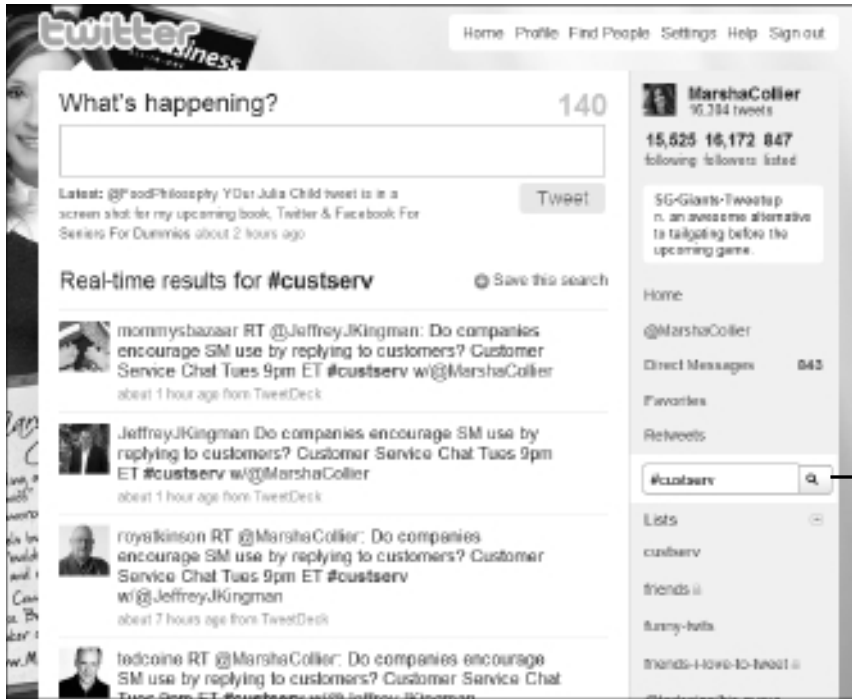 twitter
Business
Home Profile Find People Settings Help Sign out
What's happening?
140
Latest: @FoodPhilosophy YOur Julia Child tweet is in a
screen shot for my upcoming book, Twitter & Facebook For
Seniors For Dummies about 2 hours ago
Tweet
Real-time results for #custserv
Save this search
mommysbazaar RT @JeffreyJKingman: Do companies
encourage SM use by replying to customers? Customer
Service Chat Tues 9pm ET #custserv w/@MarshaCollier
about 1 hour ago from TweetDeck
JeffreyJKingman Do companies encourage SM use by
replying to customers? Customer Service Chat Tues 9pm
ET #custserv w/@MarshaCollier
about 1 hour ago from TweetDeck
royatkinson RT @MarshaCollier: Do companies
encourage SM use by replying to customers? Customer
Service Chat Tues 9pm ET #custserv
w/@JeffreyJKingman
about 7 hours ago from TweetDeck
tedcoine RT @MarshaCollier: Do companies encourage
SM use by replying to customers? Customer Service Chat
Tues 9pm ET #custserv w/@JeffreyJKingman
MarshaCollier
tweets
15,525 16,172 847
following followers listed
SG-Giants-Tweetup
n. an awesome alternative
to tailgating before the
upcoming game.
Home
@MarshaCollier
Direct Messages 843
Favorites
Retweets
#custserv
Lists
custserv
friends
funny-twits
friends-i-love-to-tweet